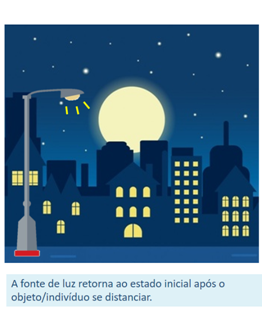 A fonte de luz retorna ao estado inicial após o
objeto/indivíduo se distanciar.